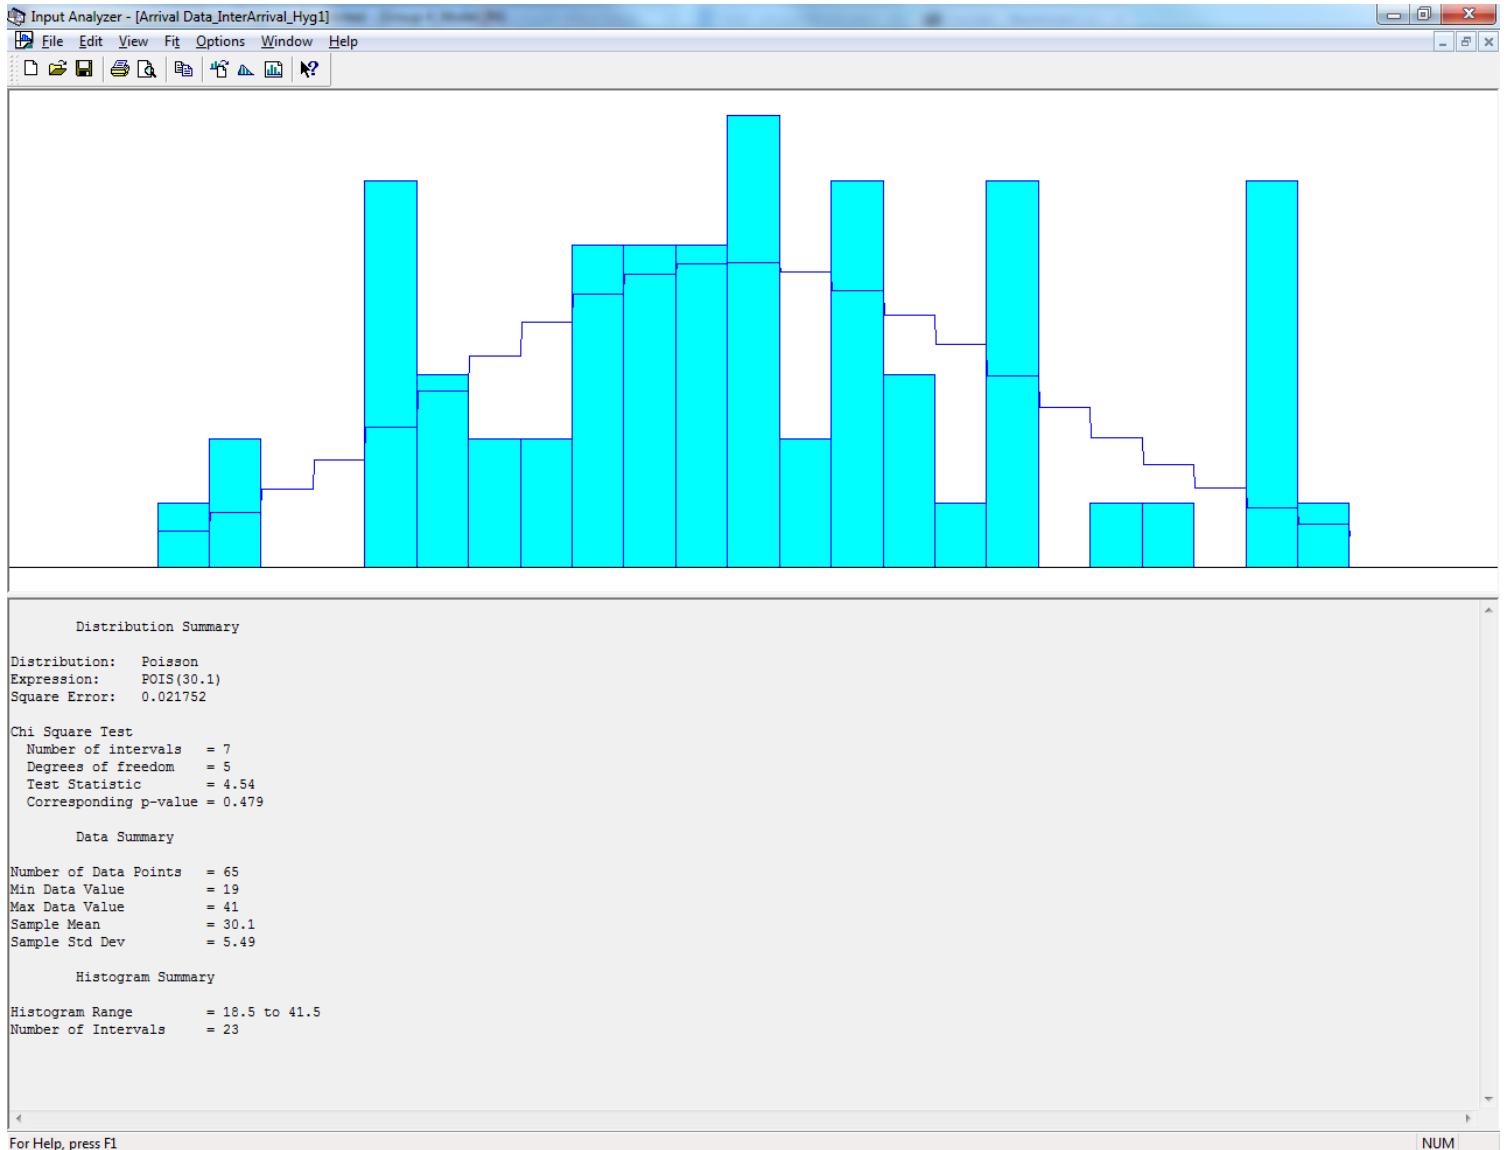 Input Analyzer - [Arrival Data_InterArrival_Hyg1]
File Edit View Fit Options Window Help
Distribution Summary
Distribution: Poisson
Expression: POIS(30.1)
Square Error: 0.021752
Chi Square Test
Number of intervals = 7
Degrees of freedom = 5
Test Statistic = 4.54
Corresponding p-value = 0.479
Data Summary
Number of Data Points = 65
Min Data Value = 19
Max Data Value = 41
Sample Mean = 30.1
Sample Std Dev = 5.49
Histogram Summary
Histogram Range = 18.5 to 41.5
Number of Intervals = 23
For Help, press F1
NUM